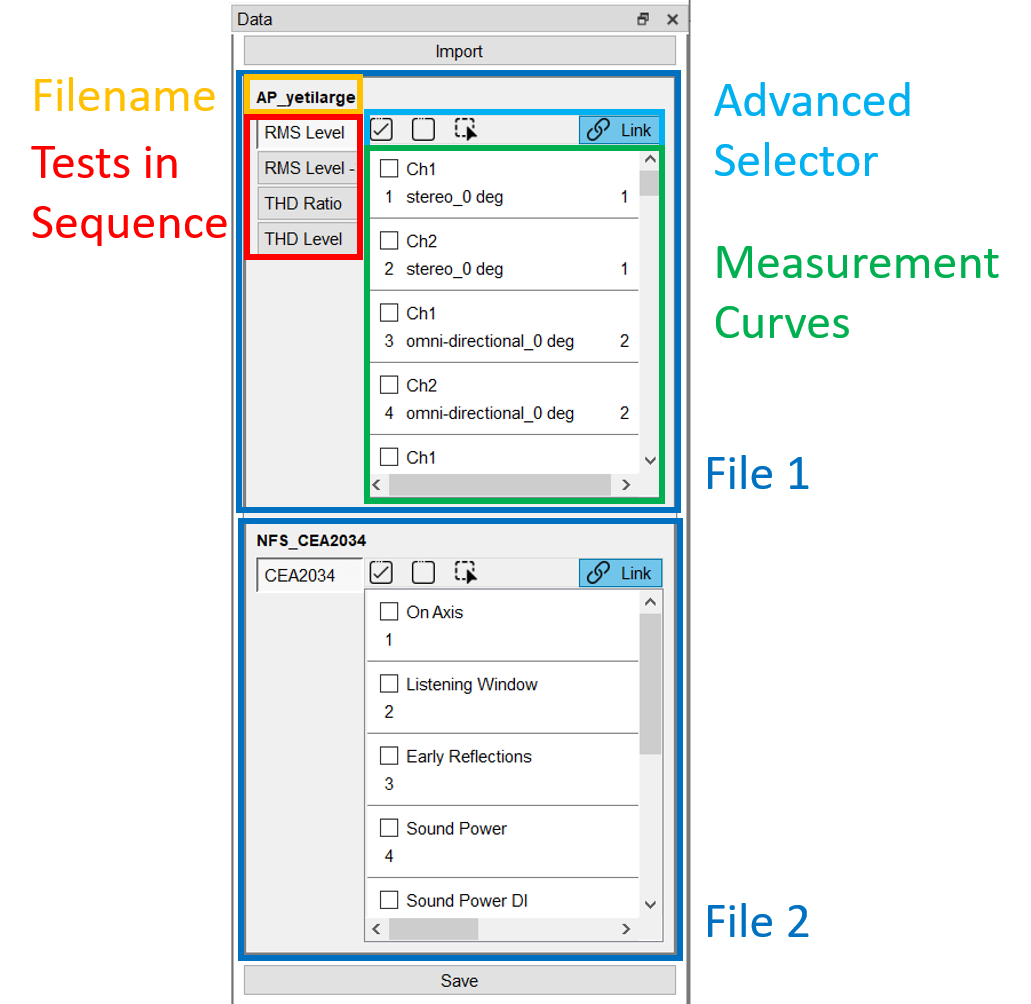 Data
Import
Filename
Tests in
Sequence
AP_yetilarge
RMS Level
RMS Level -
THD Ratio
THD Level
Link
Ch1
1 stereo_0 deg 1
Ch2
2 stereo_0 deg 1
Ch1
3 omni-directional_0 deg 2
Ch2
4 omni-directional_0 deg 2
Ch1
Advanced
Selector
Measurement
Curves
File 1
NFS_CEA2034
CEA2034
Link
On Axis
1
Listening Window
2
Early Reflections
3
Sound Power
4
Sound Power DI
File 2
Save